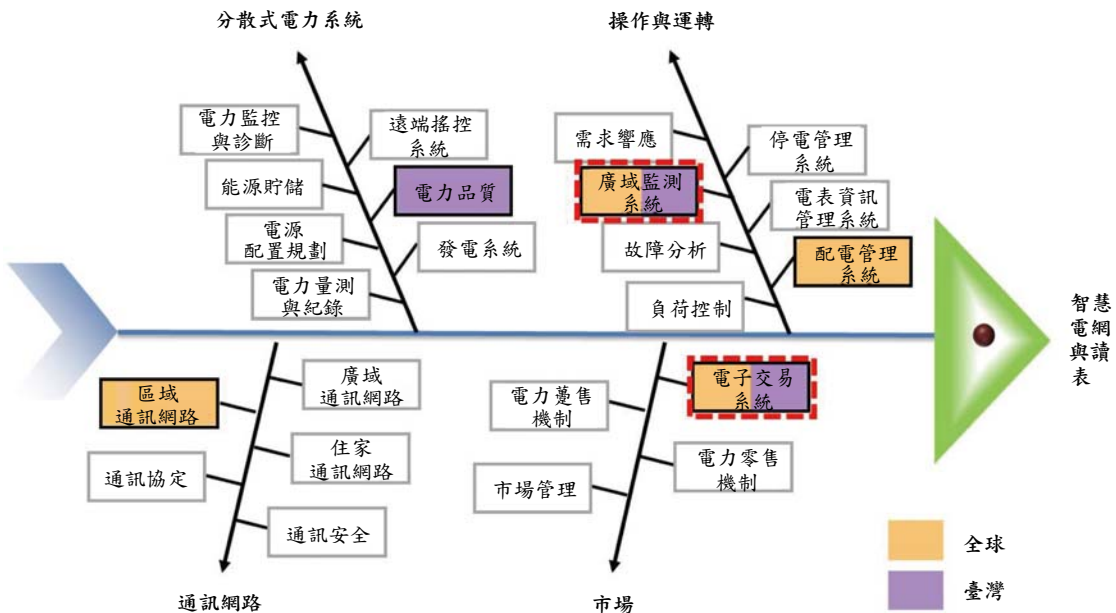 分散式電力系統
操作與運轉
電力監控
與診斷
遠端搖控
系統
能源貯儲
電力品質
電源
配置規劃
發電系統
電力量測
與紀錄
需求響應
停電管理
系統
廣域監測
系統
電表資訊
管理系統
故障分析
配電管理
系統
負荷控制
智慧
電網
與讀
表
區域
通訊網路
廣域
通訊網路
住家
通訊網路
通訊協定
通訊安全
電子交易
系統
電力躉售
機制
電力零售
機制
市場管理
通訊網路
市場
全球
臺灣